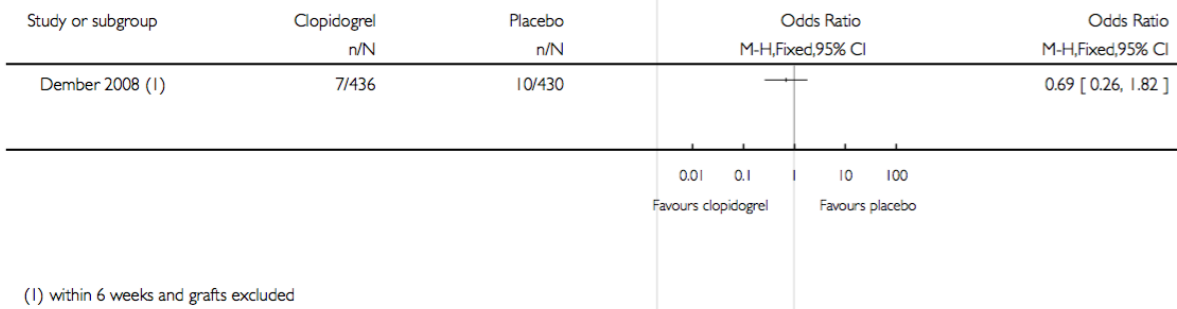 Study or subgroup Clopidogrel Placebo Odds Ratio Odds Ratio
n/N n/N M-H,Fixed,95% CI M-H,Fixed,95% CI
Dember 2008 (1) 7/436 10/430 0.69 [ 0.26, 1.82 ]
0.01 0.1 1 10 100
Favours clopidogrel Favours placebo
(1) within 6 weeks and grafts excluded